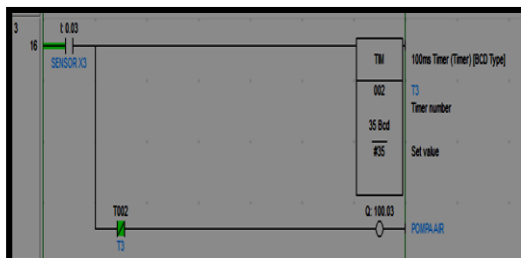 3
16
I: 0.03
SENSOR X3
TIM
100ms Timer (Timer) [BCD Type]
002
T3
Timer number
35 Bcd
#35
Set value
T002
T3
Q: 100.03
POMPA AIR